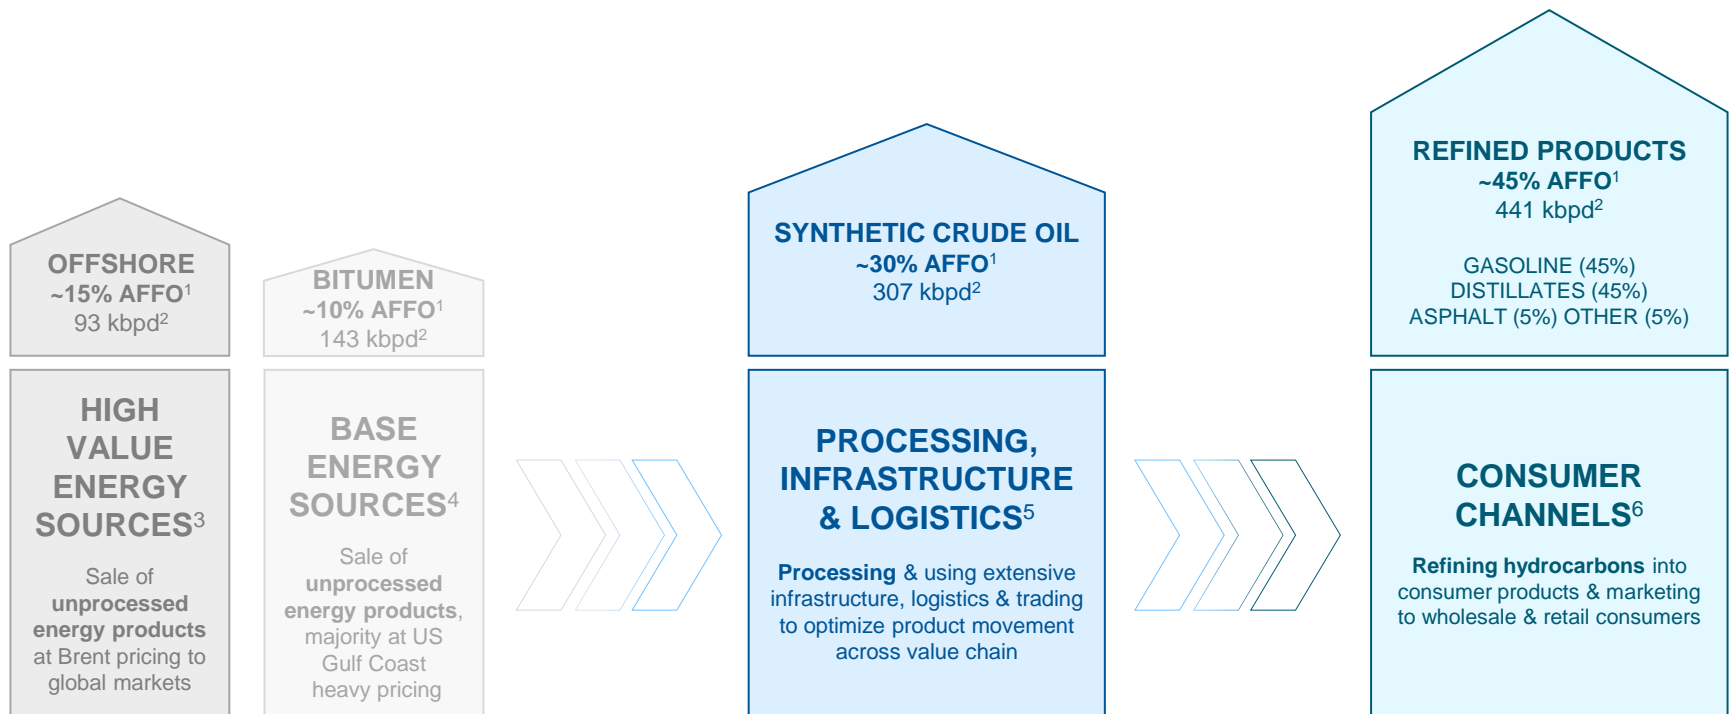 OFFSHORE
~15% AFFO¹
93 kbpd²
HIGH
VALUE
ENERGY
SOURCES³
Sale of
unprocessed
energy products
at Brent pricing to
global markets
BITUMEN
~10% AFFO¹
143 kbpd²
BASE
ENERGY
SOURCES⁴
Sale of
unprocessed
energy products,
majority at US
Gulf Coast
heavy pricing
SYNTHETIC CRUDE OIL
~30% AFFO¹
307 kbpd²
PROCESSING,
INFRASTRUCTURE
& LOGISTICS⁵
Processing & using extensive
infrastructure, logistics & trading
to optimize product movement
across value chain
REFINED PRODUCTS
~45% AFFO¹
441 kbpd²
GASOLINE (45%)
DISTILLATES (45%)
ASPHALT (5%) OTHER (5%)
CONSUMER
CHANNELS⁶
Refining hydrocarbons into
consumer products & marketing
to wholesale & retail consumers